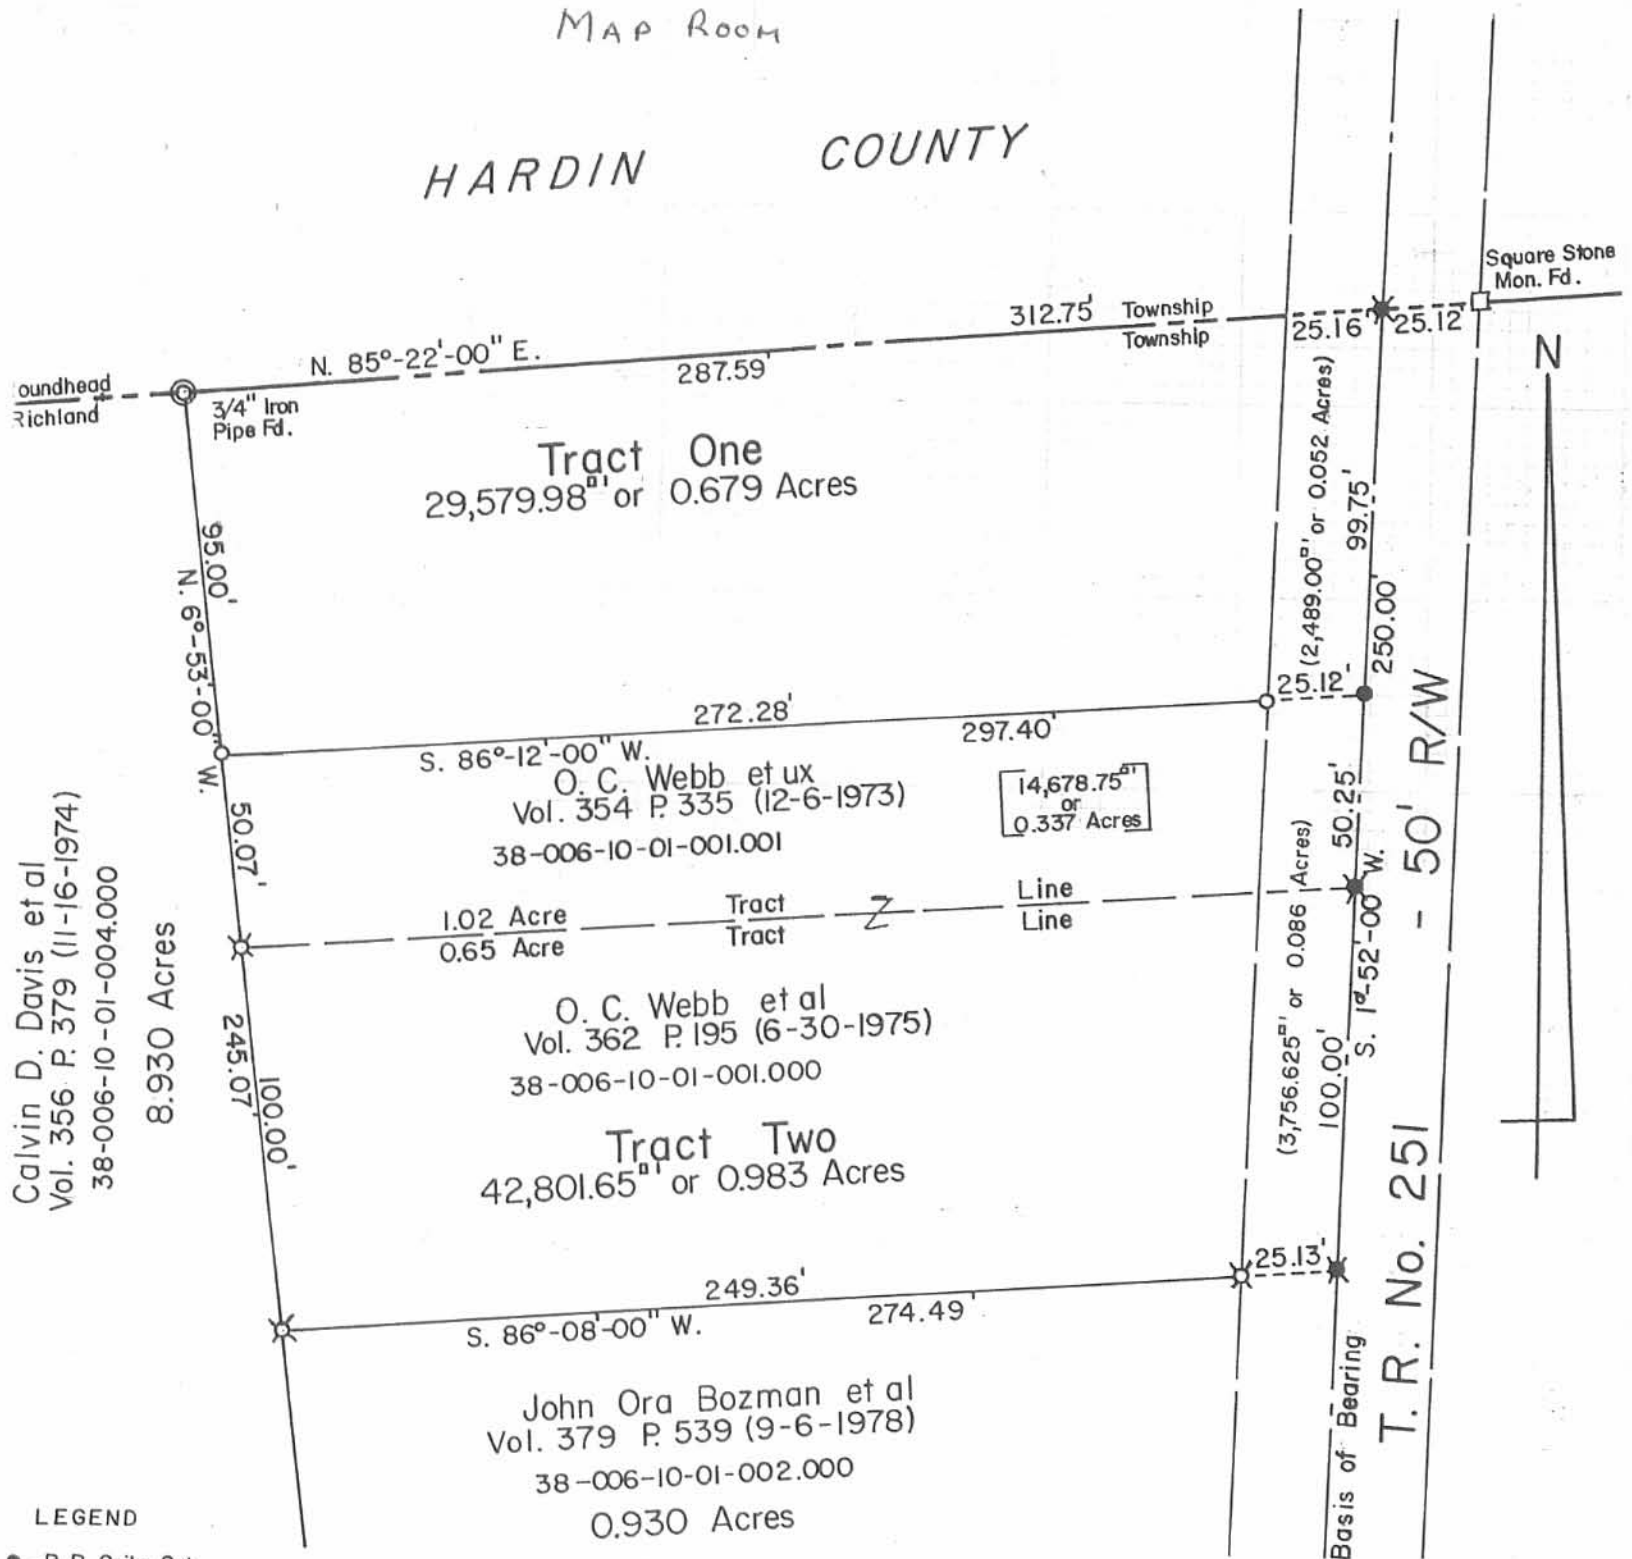 MAP ROOM
HARDIN COUNTY
Square Stone
Mon. Fd.
312.75' Township
Township
25.16' 25.12'
N. 85°-22'-00" E.
287.59'
oundhead
Richland
3/4" Iron
Pipe Fd.
N
Tract One
29,579.98▫' or 0.679 Acres
(2,489.00▫' or 0.052 Acres)
99.75'
250.00'
95.00'
N. 6°-53'-00" W.
25.12'
272.28'
297.40'
S. 86°-12'-00" W.
O. C. Webb et ux
Vol. 354 P. 335 (12-6-1973)
38-006-10-01-001.001
14,678.75▫'
or
0.337 Acres
50.25'
50.07'
Calvin D. Davis et al
Vol. 356 P. 379 (11-16-1974)
38-006-10-01-004.000
8.930 Acres
1.02 Acre Tract Z Line
0.65 Acre Tract Line
(3,756.625▫' or 0.086 Acres)
100.00'
S. 1°-52'-00" W.
T. R. No. 251 - 50' R/W
O. C. Webb et al
Vol. 362 P. 195 (6-30-1975)
38-006-10-01-001.000
245.07'
100.00'
Tract Two
42,801.65▫' or 0.983 Acres
25.13'
249.36'
274.49'
S. 86°-08'-00" W.
Basis of Bearing
John Ora Bozman et al
Vol. 379 P. 539 (9-6-1978)
38-006-10-01-002.000
0.930 Acres
LEGEND